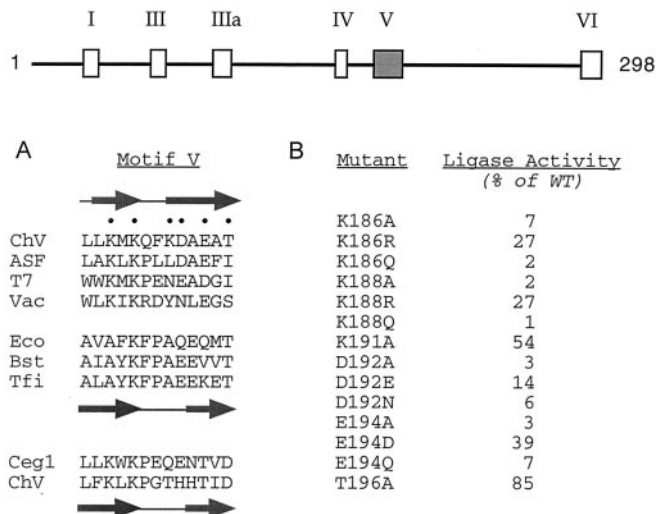 I III IIIa IV V VI
1 298
A Motif V
ChV LLKMKQFKDAEAT
ASF LAKLKPLLDAEFI
T7 WWKMKPENEADGI
Vac WLKIKRDYNLEGS
Eco AVAFKFPAQEQMT
Bst AIAYKFPAEEVVT
Tfi ALAYKFPAEEKET
Ceg1 LLKWKPEQENTVD
ChV LFKLKPGTHHTID
B Mutant Ligase Activity
(% of WT)
K186A 7
K186R 27
K186Q 2
K188A 2
K188R 27
K188Q 1
K191A 54
D192A 3
D192E 14
D192N 6
E194A 3
E194D 39
E194Q 7
T196A 85